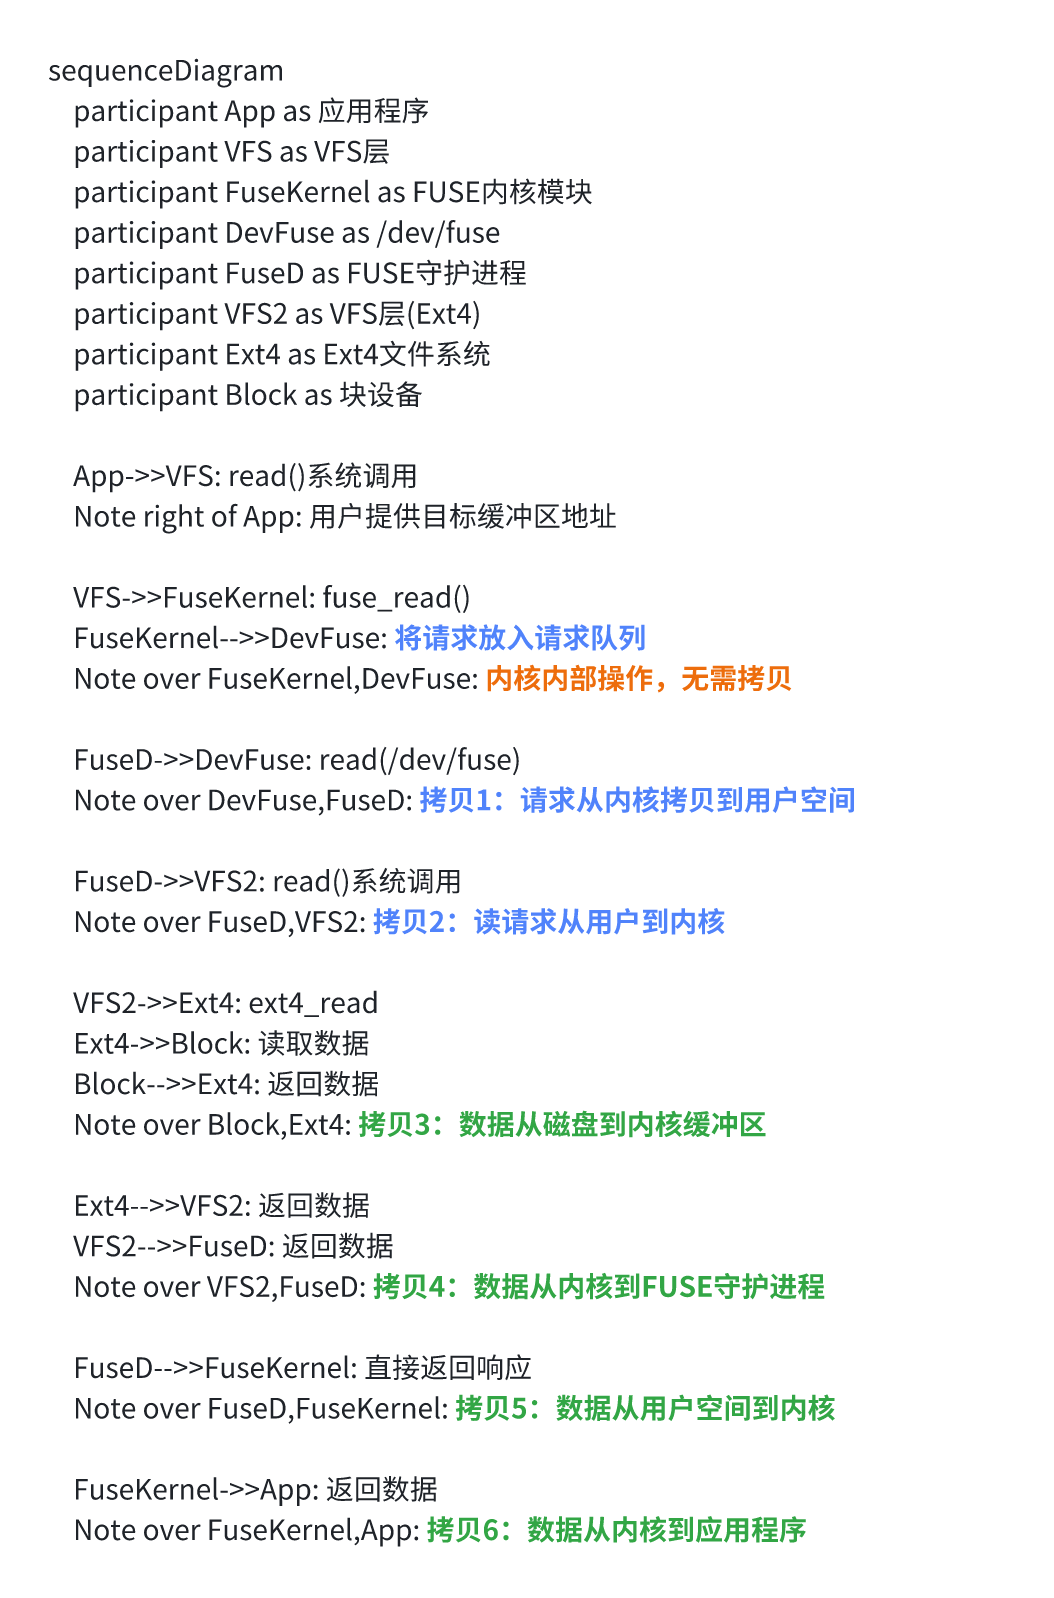 sequenceDiagram
participant App as 应用程序
participant VFS as VFS层
participant FuseKernel as FUSE内核模块
participant DevFuse as /dev/fuse
participant FuseD as FUSE守护进程
participant VFS2 as VFS层(Ext4)
participant Ext4 as Ext4文件系统
participant Block as 块设备
App->>VFS: read()系统调用
Note right of App: 用户提供目标缓冲区地址
VFS->>FuseKernel: fuse_read()
FuseKernel-->>DevFuse: 将请求放入请求队列
Note over FuseKernel,DevFuse: 内核内部操作，无需拷贝
FuseD->>DevFuse: read(/dev/fuse)
Note over DevFuse,FuseD: 拷贝1：请求从内核拷贝到用户空间
FuseD->>VFS2: read()系统调用
Note over FuseD,VFS2: 拷贝2：读请求从用户到内核
VFS2->>Ext4: ext4_read
Ext4->>Block: 读取数据
Block-->>Ext4: 返回数据
Note over Block,Ext4: 拷贝3：数据从磁盘到内核缓冲区
Ext4-->>VFS2: 返回数据
VFS2-->>FuseD: 返回数据
Note over VFS2,FuseD: 拷贝4：数据从内核到FUSE守护进程
FuseD-->>FuseKernel: 直接返回响应
Note over FuseD,FuseKernel: 拷贝5：数据从用户空间到内核
FuseKernel->>App: 返回数据
Note over FuseKernel,App: 拷贝6：数据从内核到应用程序